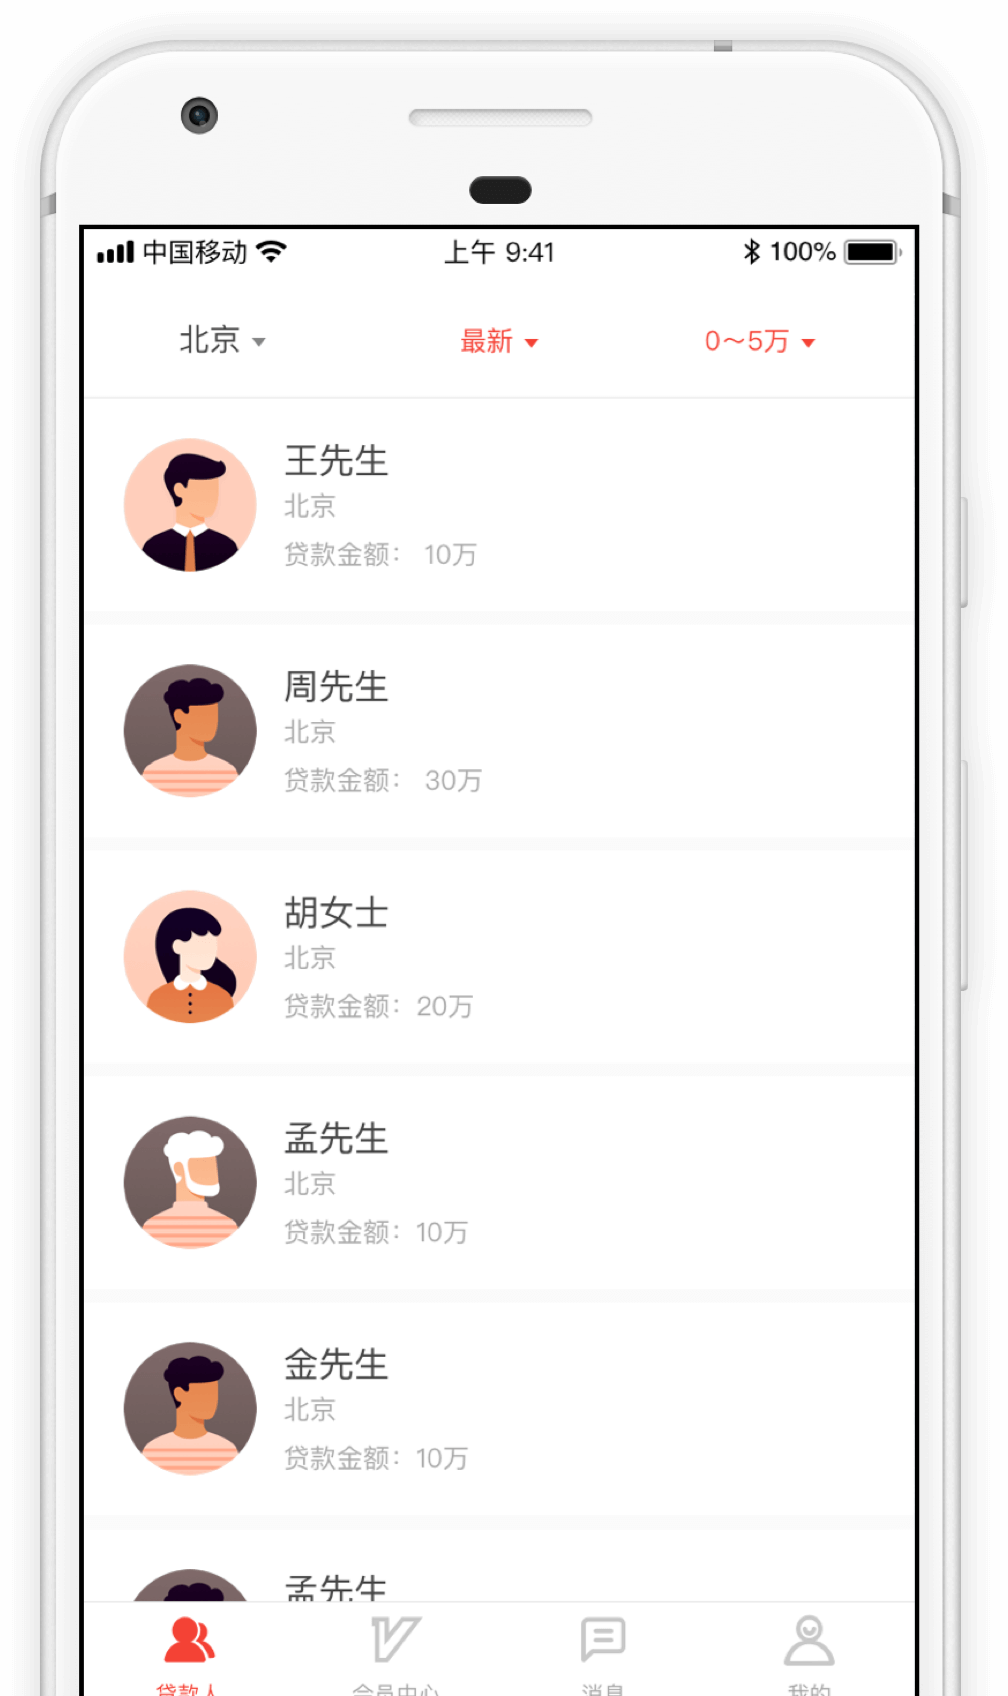 中国移动 上午 9:41 100%
北京 最新 0～5万
王先生
北京
贷款金额： 10万
周先生
北京
贷款金额： 30万
胡女士
北京
贷款金额：20万
孟先生
北京
贷款金额：10万
金先生
北京
贷款金额：10万
孟先生
贷款人 会员中心 消息 我的